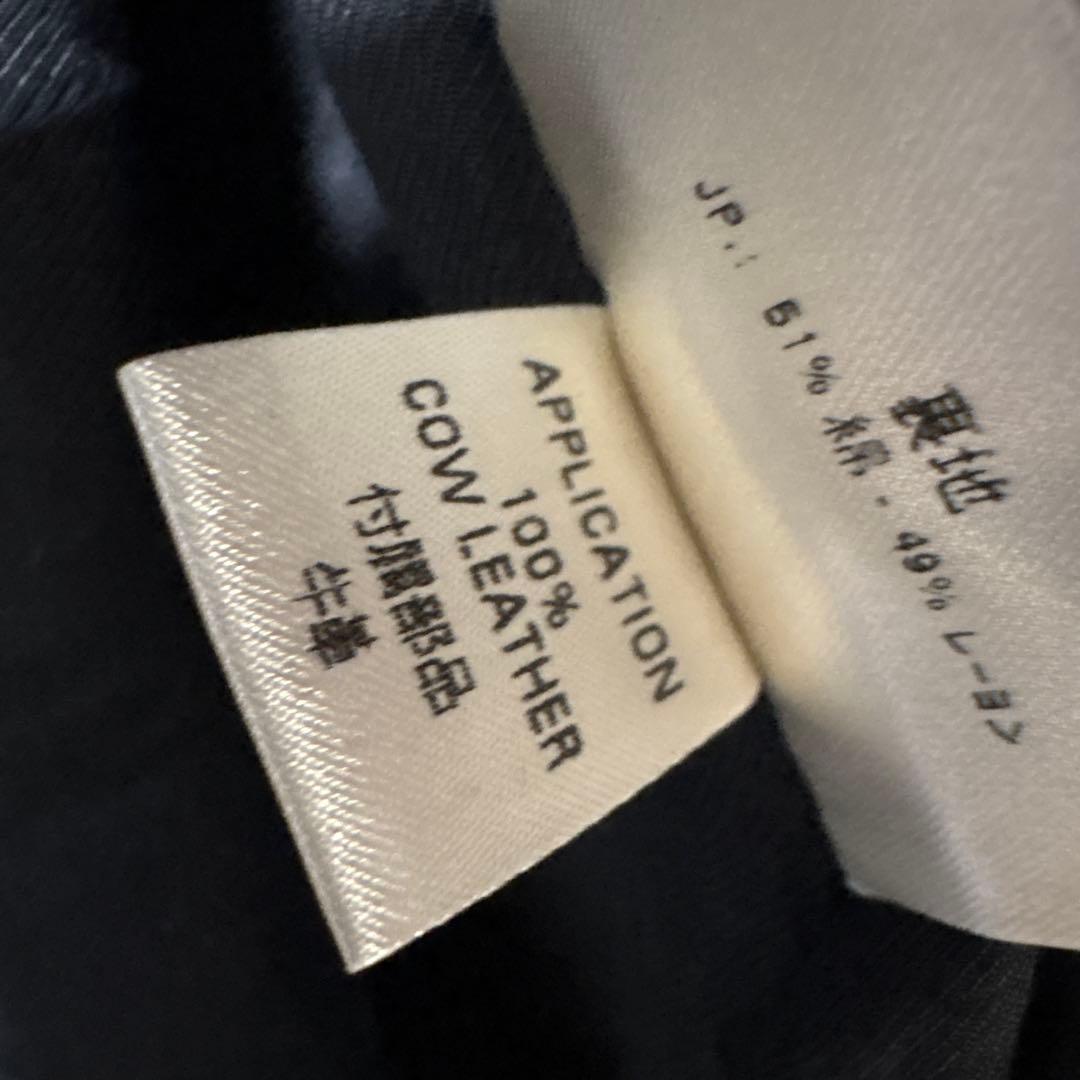 裏地
JP.: 51% 綿 - 49% レーヨン
APPLICATION
100%
COW LEATHER
付属部品
牛革